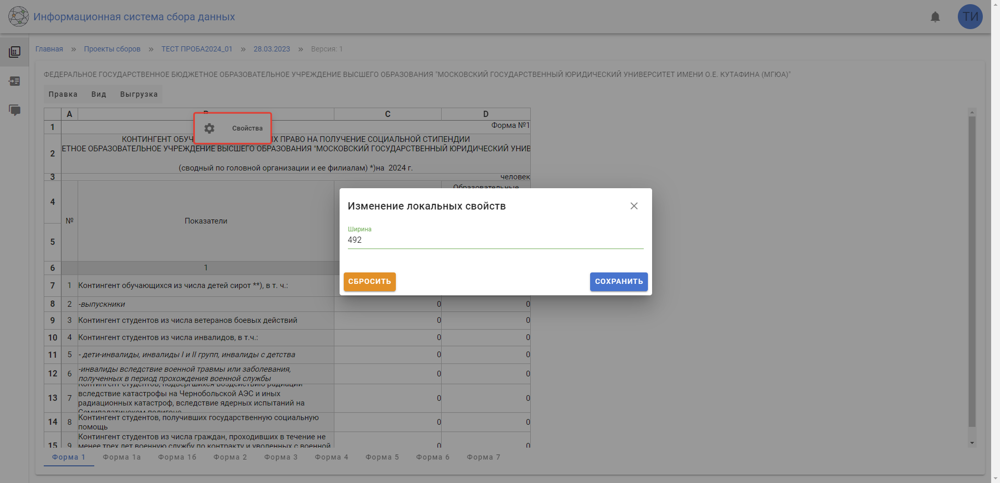 Информационная система сбора данных
ТИ
Главная » Проекты сборов » ТЕСТ ПРОБА2024_01 » 28.03.2023 » Версия: 1
ФЕДЕРАЛЬНОЕ ГОСУДАРСТВЕННОЕ БЮДЖЕТНОЕ ОБРАЗОВАТЕЛЬНОЕ УЧРЕЖДЕНИЕ ВЫСШЕГО ОБРАЗОВАНИЯ "МОСКОВСКИЙ ГОСУДАРСТВЕННЫЙ ЮРИДИЧЕСКИЙ УНИВЕРСИТЕТ ИМЕНИ О.Е. КУТАФИНА (МГЮА)"
Правка Вид Выгрузка
A B C D
1 Форма №1
Свойства
2 КОНТИНГЕНТ ОБУЧ Х ПРАВО НА ПОЛУЧЕНИЕ СОЦИАЛЬНОЙ СТИПЕНДИИ
ЕТНОЕ ОБРАЗОВАТЕЛЬНОЕ УЧРЕЖДЕНИЕ ВЫСШЕГО ОБРАЗОВАНИЯ "МОСКОВСКИЙ ГОСУДАРСТВЕННЫЙ ЮРИДИЧЕСКИЙ УНИВ
(сводный по головной организации и ее филиалам) *)на 2024 г.
3 человек
4 Образовательные
№ Показатели
5
6 1
Изменение локальных свойств
Ширина
492
СБРОСИТЬ СОХРАНИТЬ
7 1 Контингент обучающихся из числа детей сирот **), в т. ч.:
8 2 -выпускники 0 0
9 3 Контингент студентов из числа ветеранов боевых действий 0 0
10 4 Контингент студентов из числа инвалидов, в т.ч.: 0 0
11 5 - дети-инвалиды, инвалиды I и II групп, инвалиды с детства 0 0
12 6 -инвалиды вследствие военной травмы или заболевания, 0 0
полученных в период прохождения военной службы
Контингент студентов, подвергшихся воздействию радиации
13 7 вследствие катастрофы на Чернобольской АЭС и иных 0 0
радиационных катастроф, вследствие ядерных испытаний на
Семипалатинском полигоне
14 8 Контингент студентов, получивших государственную социальную 0 0
помощь
Контингент студентов из числа граждан, проходивших в течение не
15 9 менее трех лет военную службу по контракту и уволенных с военной 0 0
Форма 1 Форма 1а Форма 1б Форма 2 Форма 3 Форма 4 Форма 5 Форма 6 Форма 7